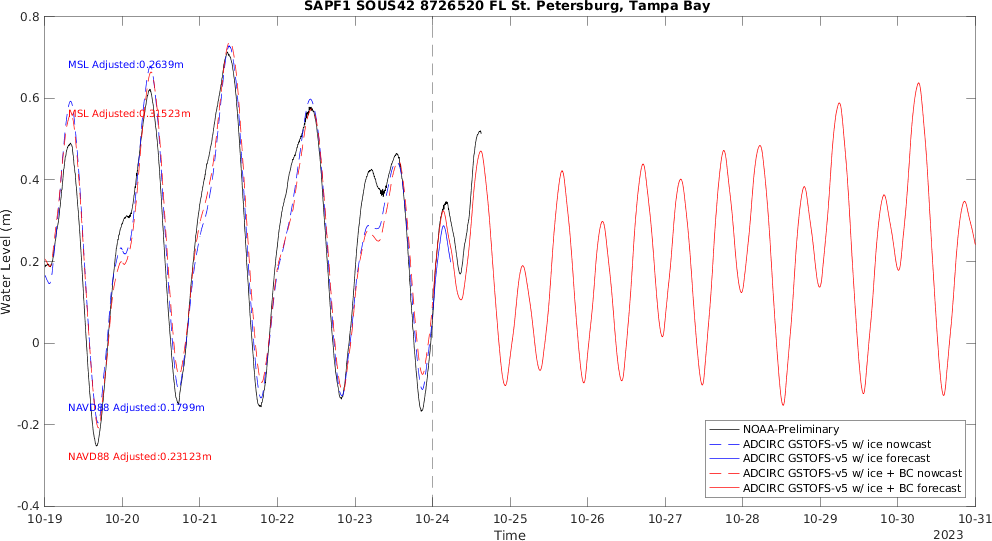 SAPF1 SOUS42 8726520 FL St. Petersburg, Tampa Bay
0.8
0.6
0.4
0.2
0
-0.2
-0.4
Water Level (m)
MSL Adjusted:0.2639m
MSL Adjusted:0.31523m
NAVD88 Adjusted:0.1799m
NAVD88 Adjusted:0.23123m
NOAA-Preliminary
ADCIRC GSTOFS-v5 w/ ice nowcast
ADCIRC GSTOFS-v5 w/ ice forecast
ADCIRC GSTOFS-v5 w/ ice + BC nowcast
ADCIRC GSTOFS-v5 w/ ice + BC forecast
10-19 10-20 10-21 10-22 10-23 10-24 10-25 10-26 10-27 10-28 10-29 10-30 10-31
Time
2023